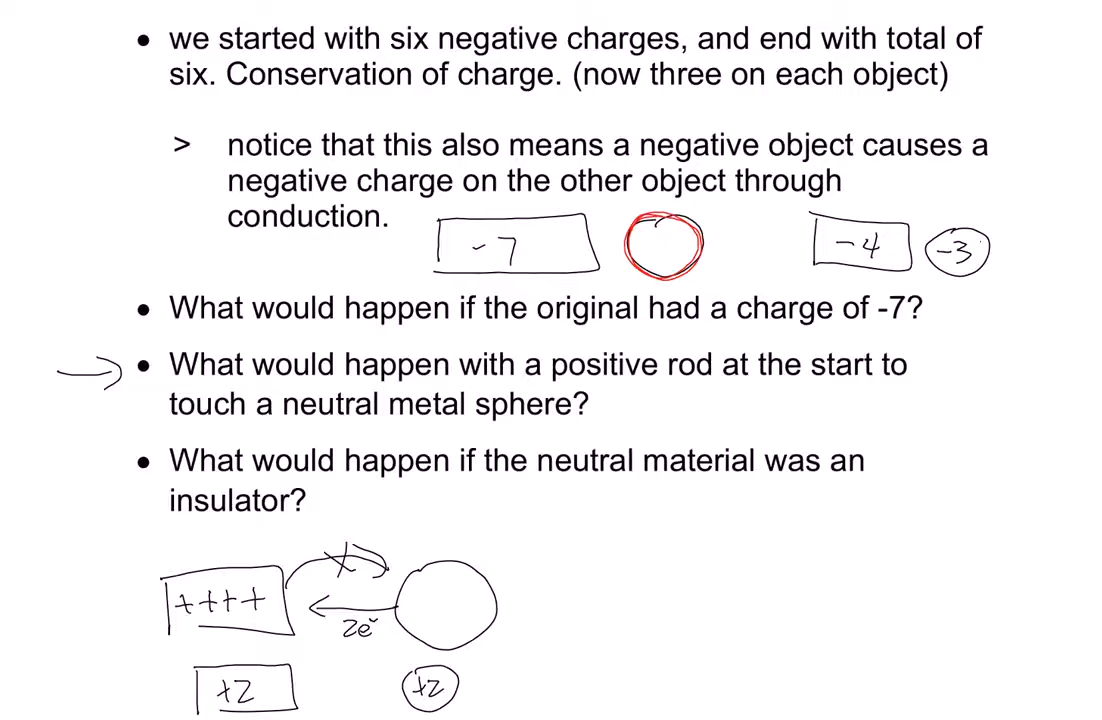 • we started with six negative charges, and end with total of
six. Conservation of charge. (now three on each object)
> notice that this also means a negative object causes a
negative charge on the other object through
conduction.
-7 -4 -3
• What would happen if the original had a charge of -7?
• What would happen with a positive rod at the start to
touch a neutral metal sphere?
• What would happen if the neutral material was an
insulator?
++++
2e⁻
+2 +2